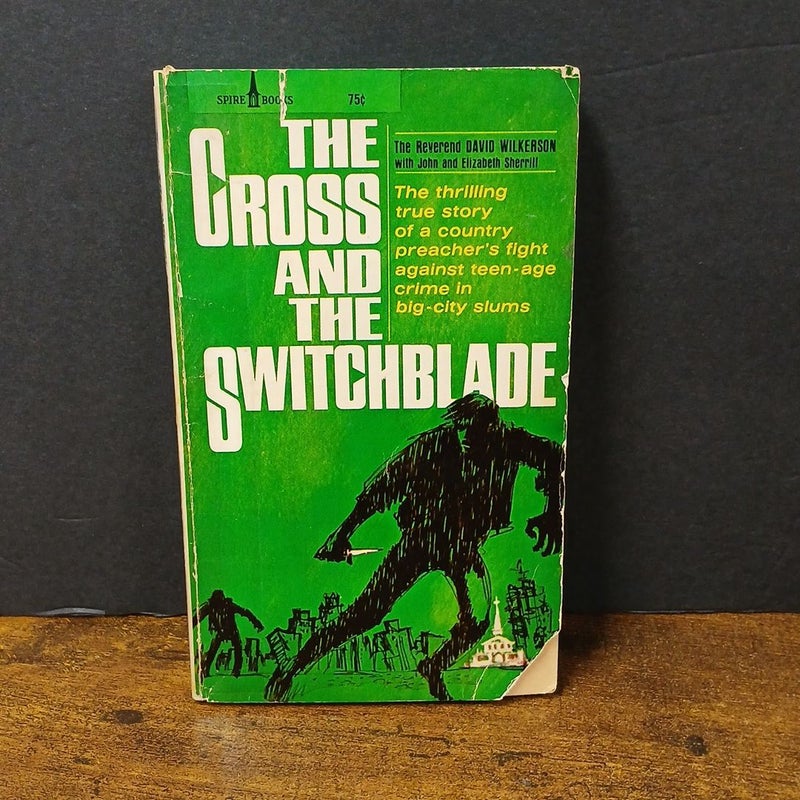 SPIRE BOOKS 75¢
THE
CROSS
AND
THE
SWITCHBLADE
The Reverend DAVID WILKERSON
with John and Elizabeth Sherrill
The thrilling
true story
of a country
preacher's fight
against teen-age
crime in
big-city slums